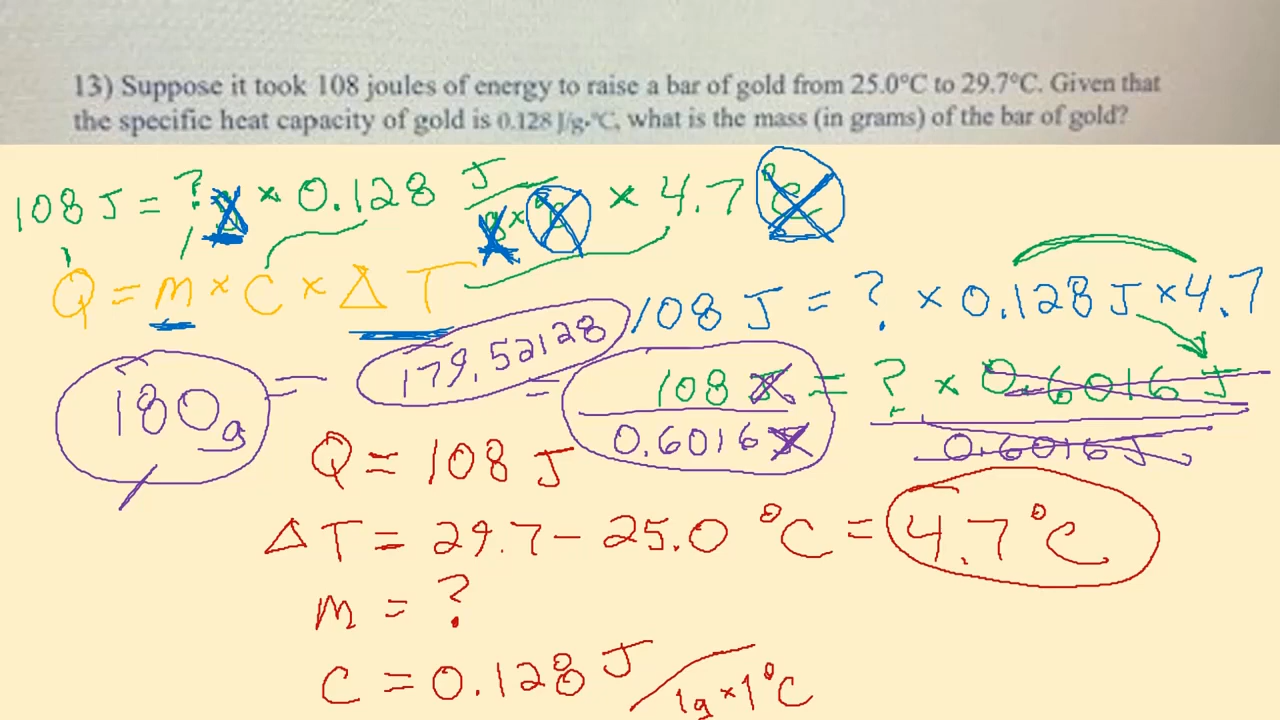 13) Suppose it took 108 joules of energy to raise a bar of gold from 25.0°C to 29.7°C. Given that
the specific heat capacity of gold is 0.128 J/g·°C, what is the mass (in grams) of the bar of gold?
108 J = ? g × 0.128 J / g × °C × 4.7 °C
Q = m × C × Δ T
108 J = ? × 0.128 J × 4.7
180 g = 179.52128 = 108 J / 0.6016 J = ? × 0.6016 J / 0.6016 J
Q = 108 J
Δ T = 29.7 - 25.0 °C = 4.7 °C
m = ?
C = 0.128 J / 1g × 1°C